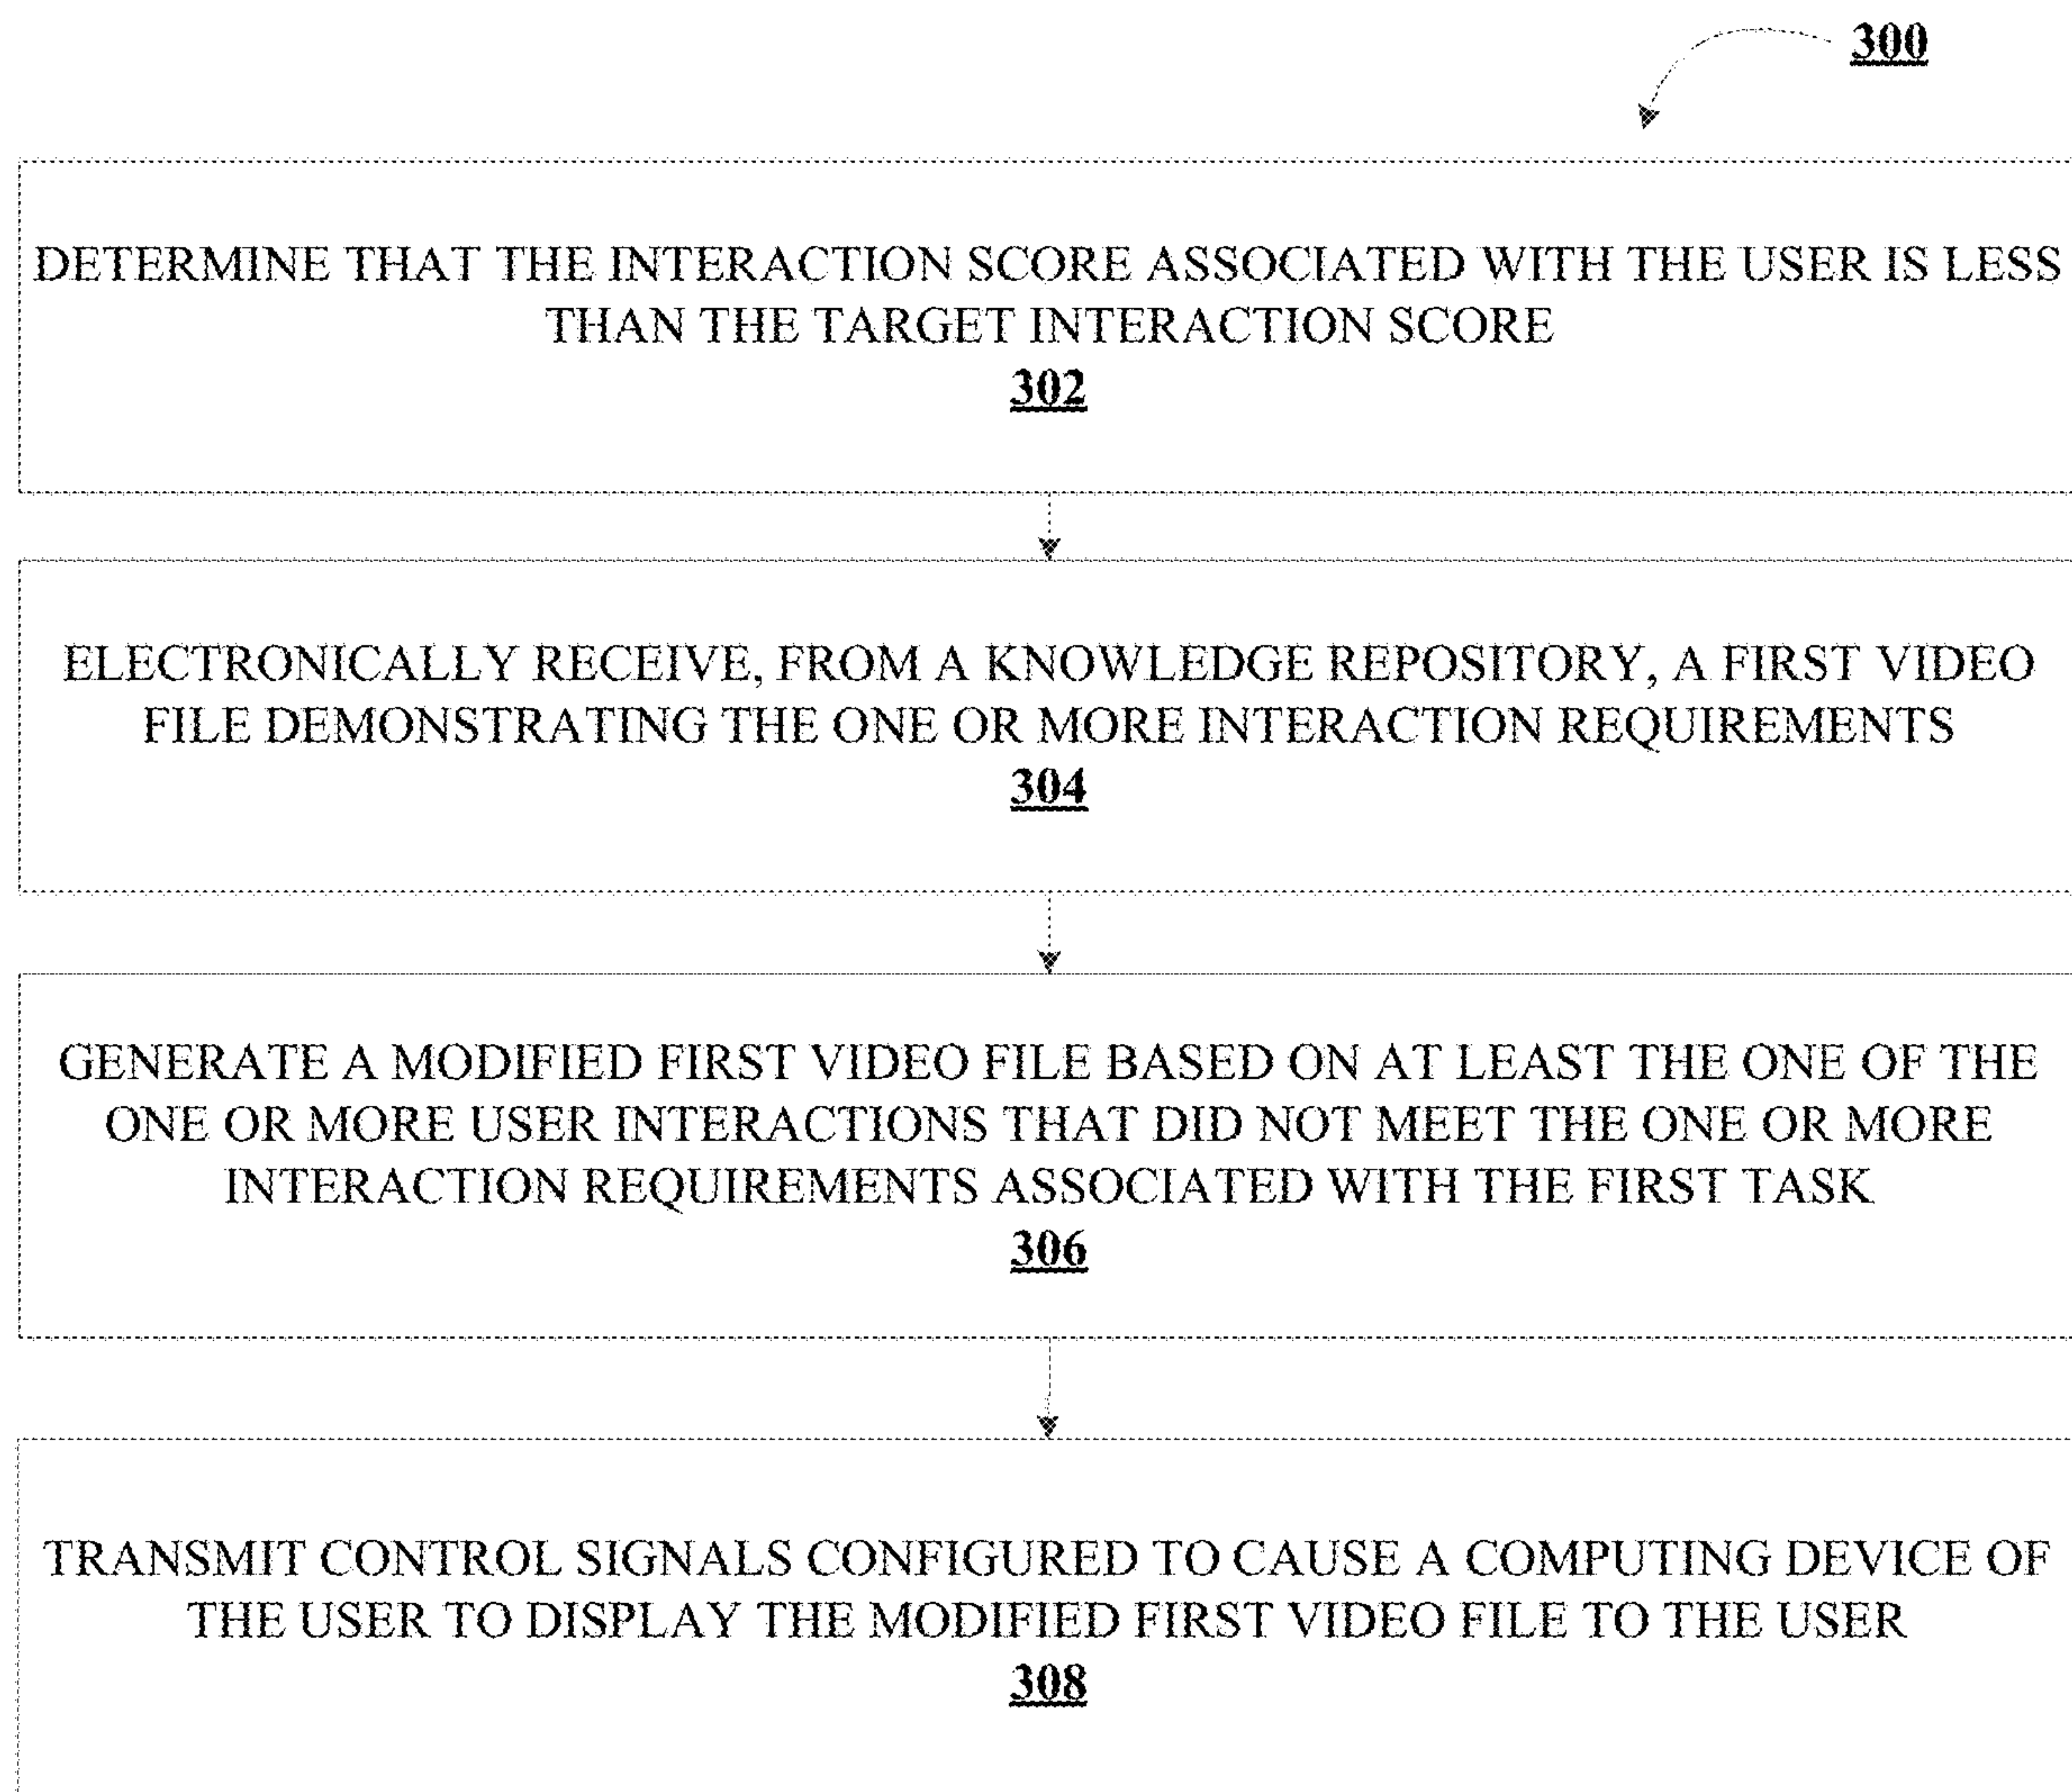 300
DETERMINE THAT THE INTERACTION SCORE ASSOCIATED WITH THE USER IS LESS
THAN THE TARGET INTERACTION SCORE
302
ELECTRONICALLY RECEIVE, FROM A KNOWLEDGE REPOSITORY, A FIRST VIDEO
FILE DEMONSTRATING THE ONE OR MORE INTERACTION REQUIREMENTS
304
GENERATE A MODIFIED FIRST VIDEO FILE BASED ON AT LEAST THE ONE OF THE
ONE OR MORE USER INTERACTIONS THAT DID NOT MEET THE ONE OR MORE
INTERACTION REQUIREMENTS ASSOCIATED WITH THE FIRST TASK
306
TRANSMIT CONTROL SIGNALS CONFIGURED TO CAUSE A COMPUTING DEVICE OF
THE USER TO DISPLAY THE MODIFIED FIRST VIDEO FILE TO THE USER
308